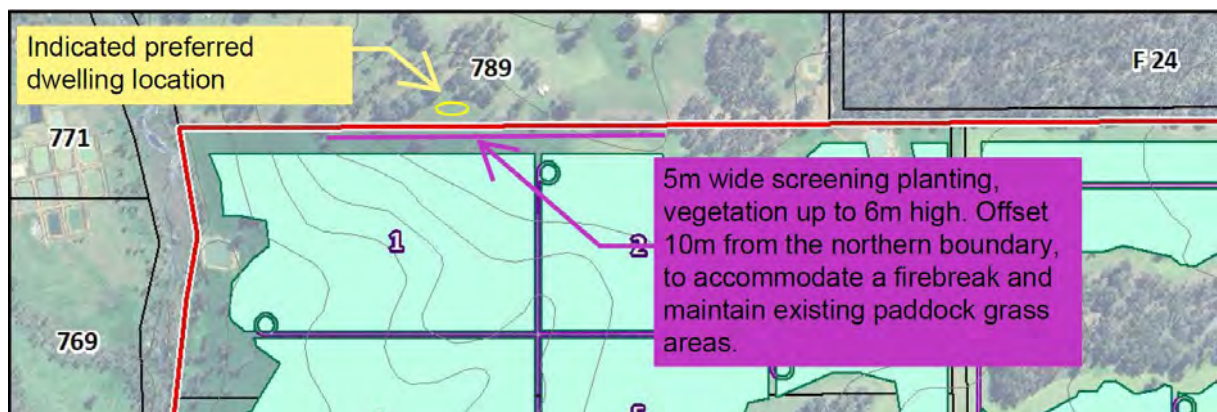 Indicated preferred
dwelling location
789
F 24
771
5m wide screening planting,
vegetation up to 6m high. Offset
10m from the northern boundary,
to accommodate a firebreak and
maintain existing paddock grass
areas.
1
2
769